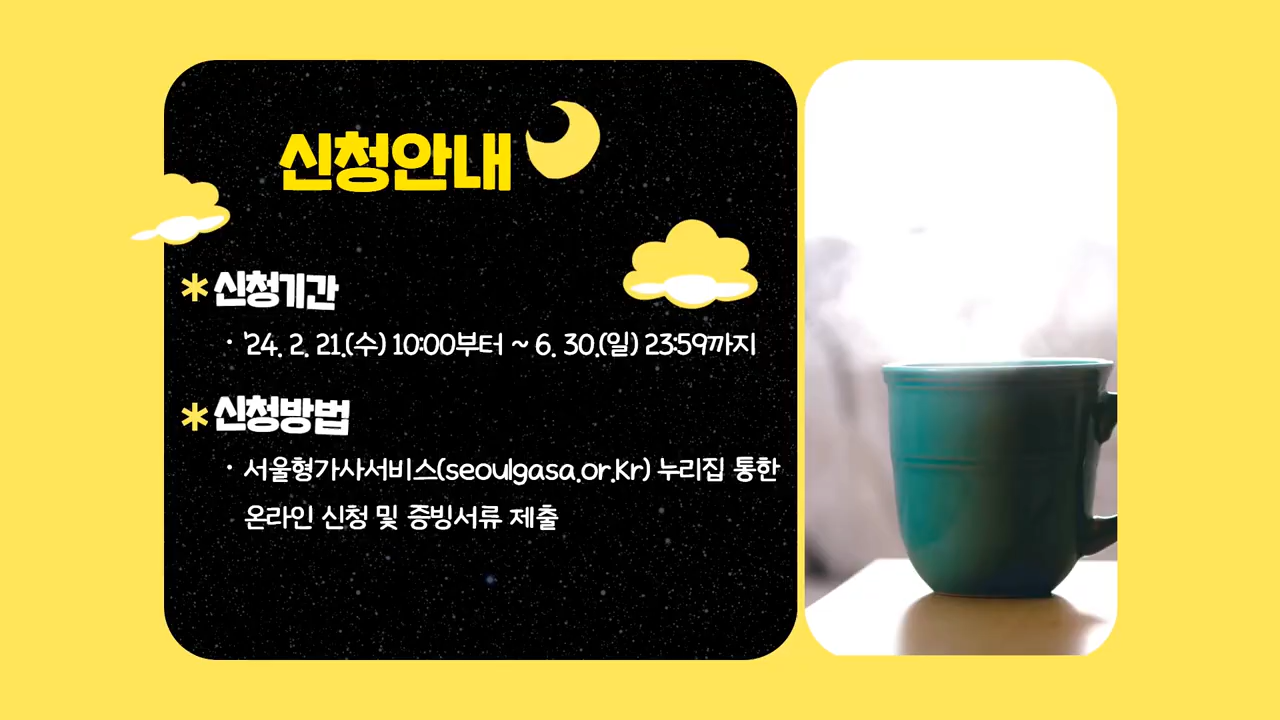 신청안내
* 신청기간
· '24. 2. 21.(수) 10:00부터 ~ 6. 30.(일) 23:59까지
* 신청방법
· 서울형가사서비스(seoulgasa.or.kr) 누리집 통한
온라인 신청 및 증빙서류 제출